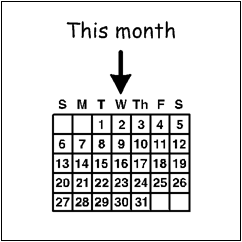 This month
S M T W Th F S
1 2 3 4 5
6 7 8 9 10 11 12
13 14 15 16 17 18 19
20 21 22 23 24 25 26
27 28 29 30 31